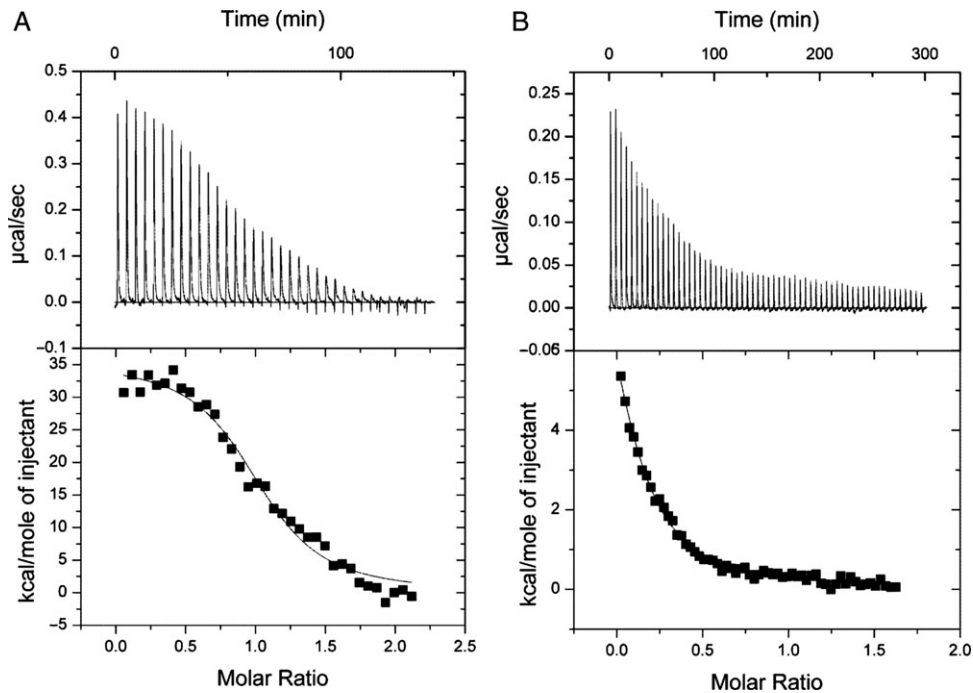 A
Time (min)
0 100
0.5
0.4
0.3
0.2
0.1
0.0
−0.1
µcal/sec
35
30
25
20
15
10
5
0
−5
kcal/mole of injectant
0.0 0.5 1.0 1.5 2.0 2.5
Molar Ratio
B
Time (min)
0 100 200 300
0.25
0.20
0.15
0.10
0.05
0.00
−0.06
µcal/sec
4
2
0
kcal/mole of injectant
0.0 0.5 1.0 1.5 2.0
Molar Ratio